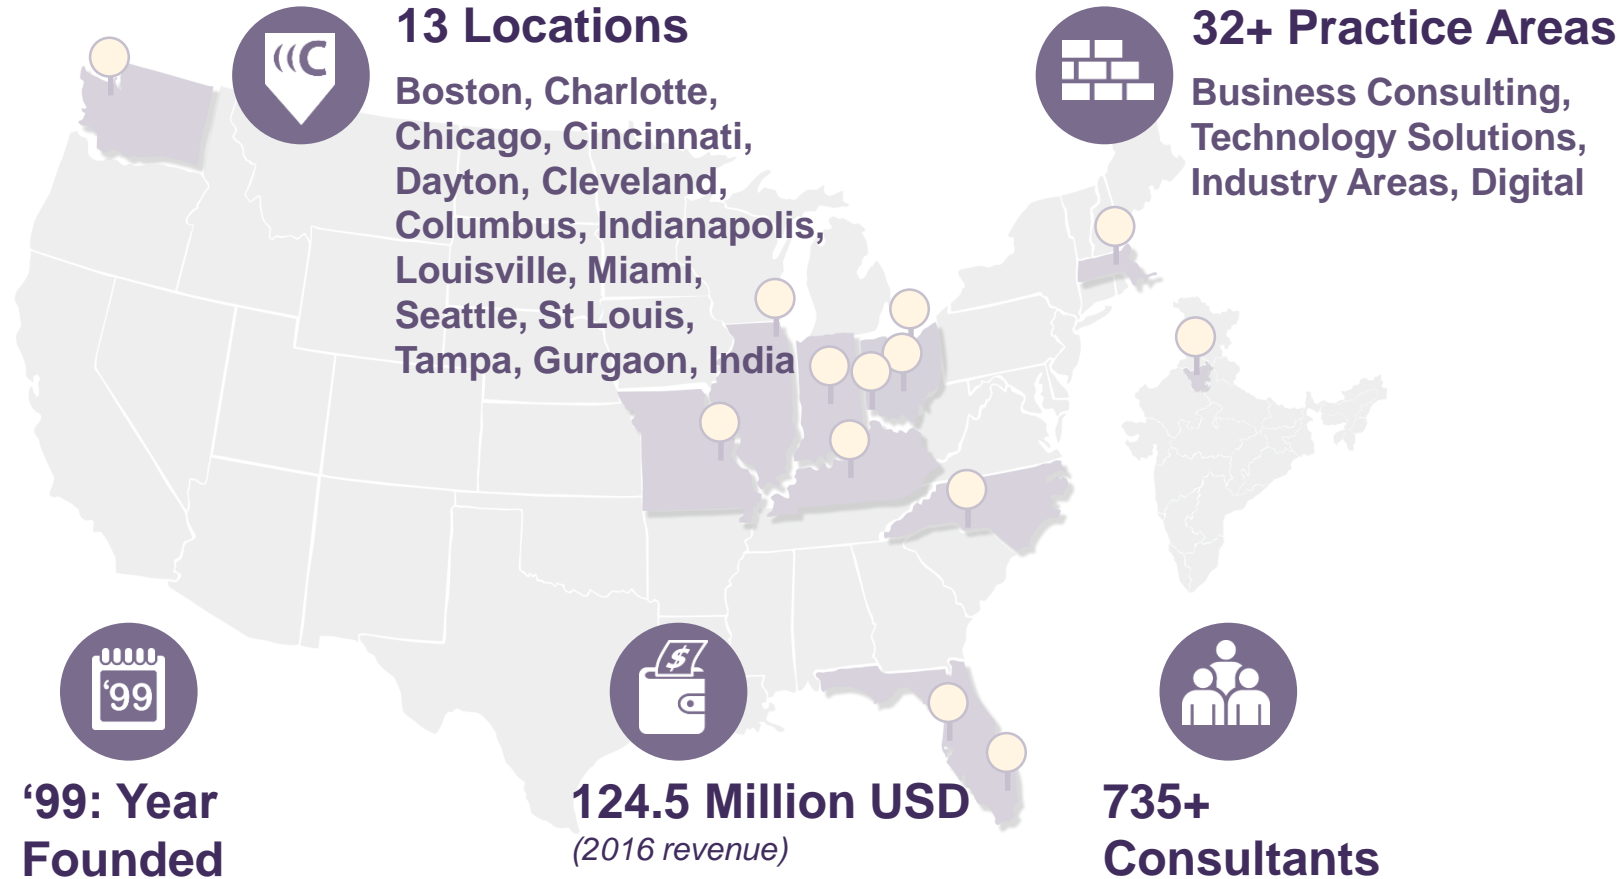 13 Locations
Boston, Charlotte,
Chicago, Cincinnati,
Dayton, Cleveland,
Columbus, Indianapolis,
Louisville, Miami,
Seattle, St Louis,
Tampa, Gurgaon, India
32+ Practice Areas
Business Consulting,
Technology Solutions,
Industry Areas, Digital
‘99
‘99: Year
Founded
$
124.5 Million USD
(2016 revenue)
735+
Consultants